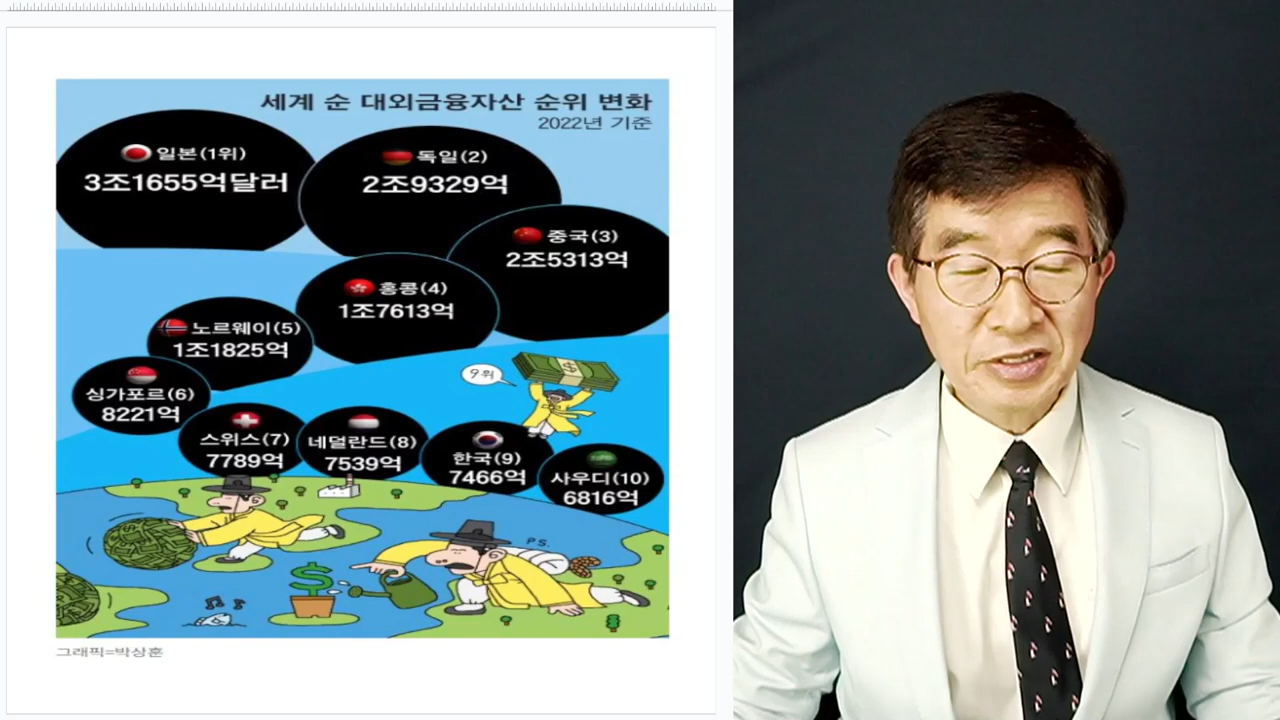 세계 순 대외금융자산 순위 변화
2022년 기준
일본(1위)
3조1655억달러
독일(2)
2조9329억
중국(3)
2조5313억
홍콩(4)
1조7613억
노르웨이(5)
1조1825억
싱가포르(6)
8221억
스위스(7)
7789억
네덜란드(8)
7539억
9위
한국(9)
7466억
사우디(10)
6816억
P.S.
$
그래픽=박상훈